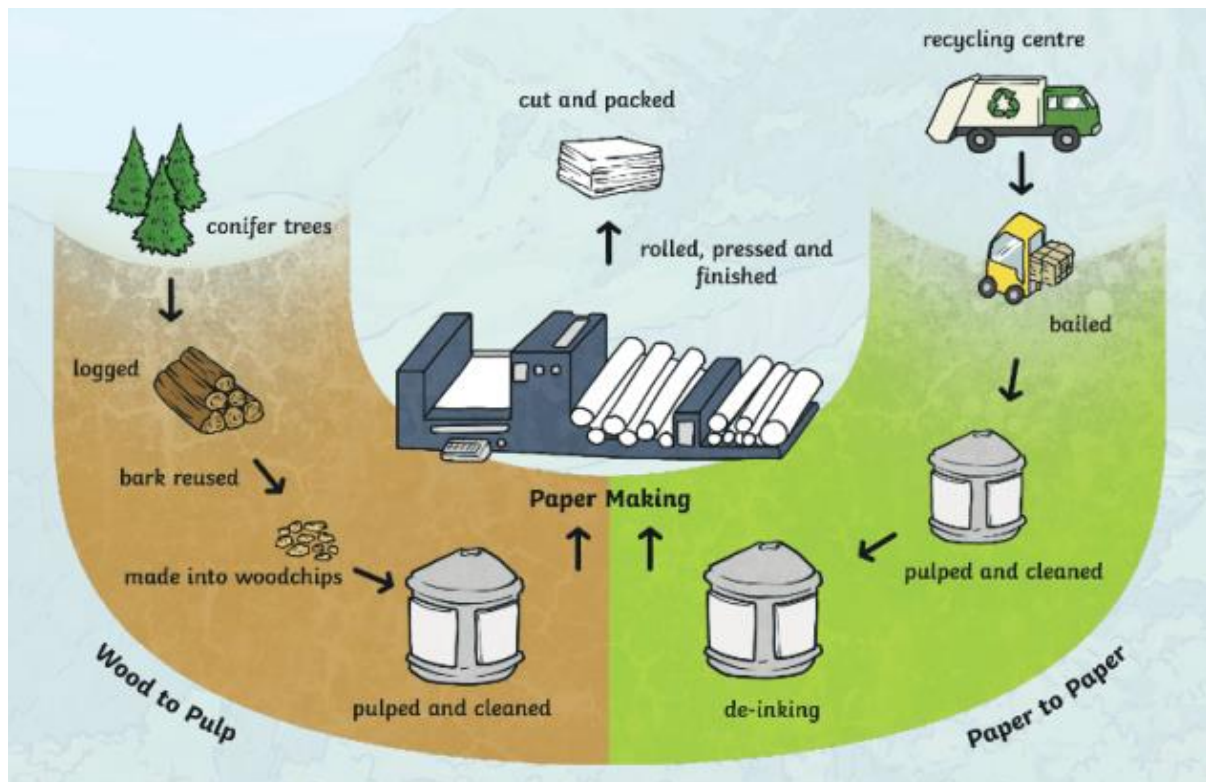 recycling centre
cut and packed
conifer trees
rolled, pressed and
finished
bailed
logged
bark reused
Paper Making
made into woodchips
pulped and cleaned
pulped and cleaned
de-inking
Wood to Pulp
Paper to Paper